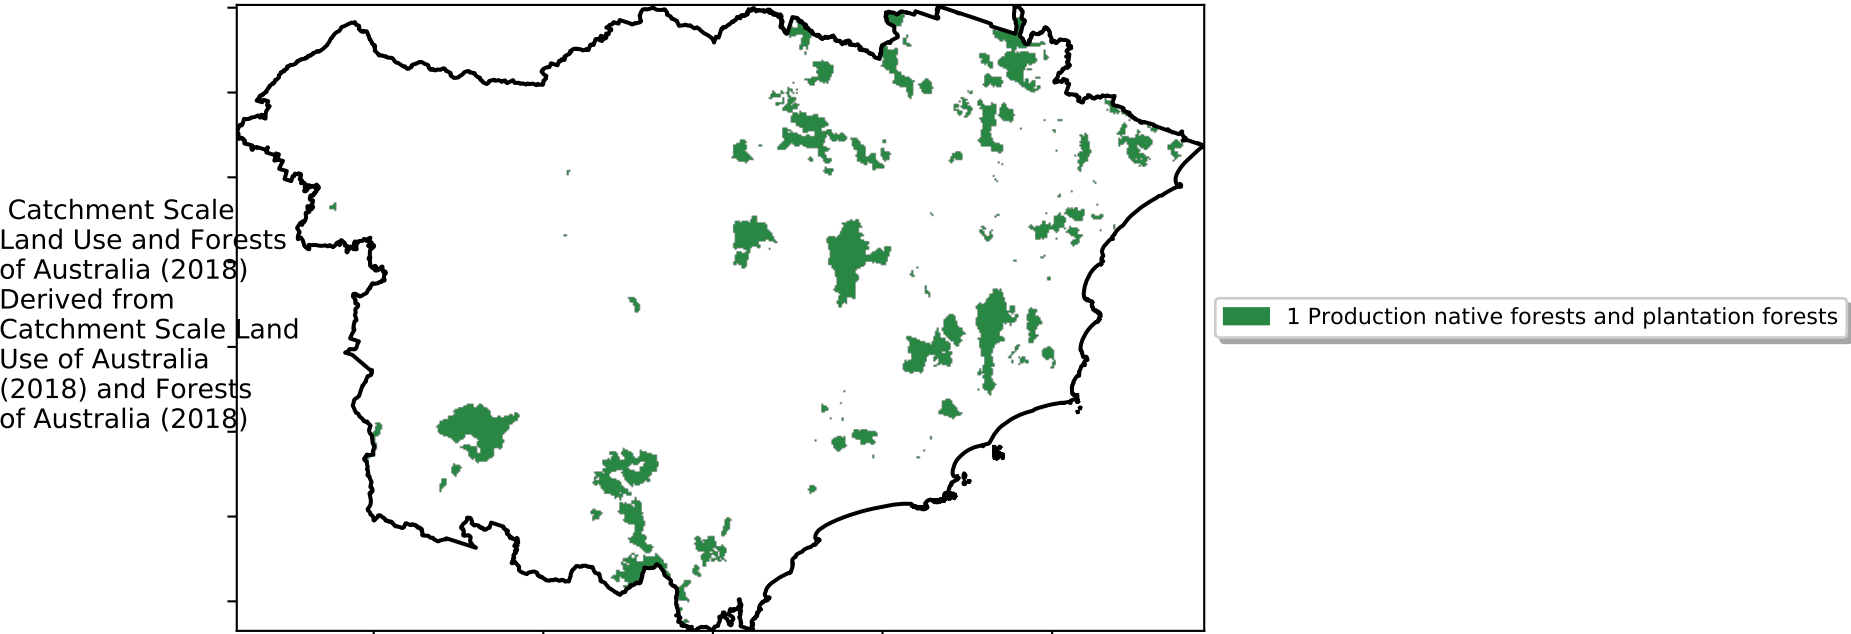 Catchment Scale
Land Use and Forests
of Australia (2018)
Derived from
Catchment Scale Land
Use of Australia
(2018) and Forests
of Australia (2018)
1 Production native forests and plantation forests